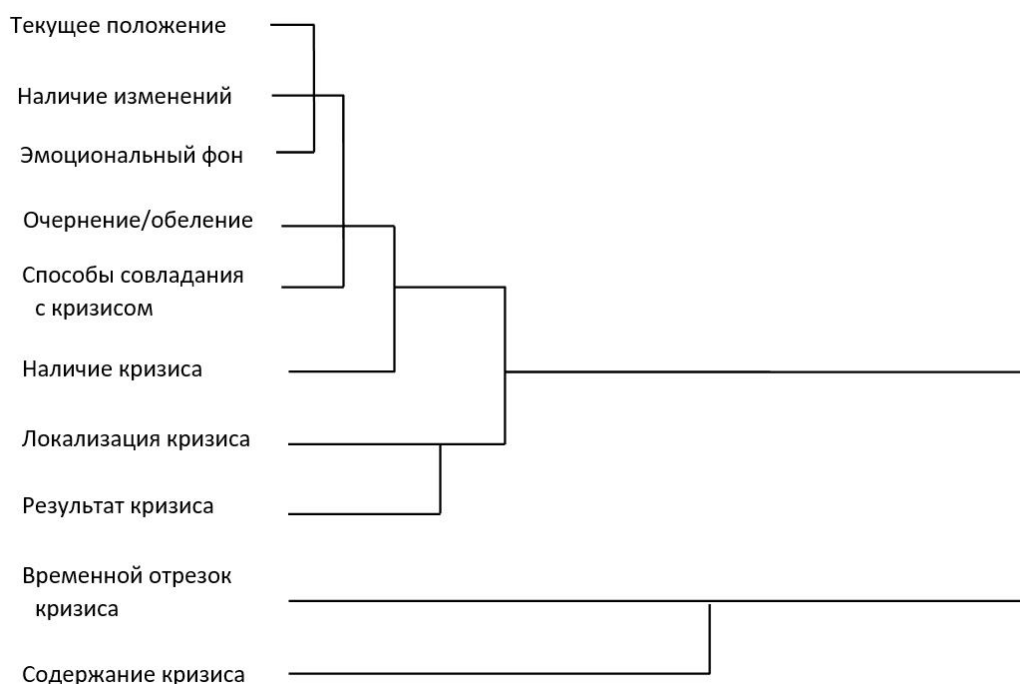 Текущее положение
Наличие изменений
Эмоциональный фон
Очернение/обеление
Способы совладания
с кризисом
Наличие кризиса
Локализация кризиса
Результат кризиса
Временной отрезок
кризиса
Содержание кризиса